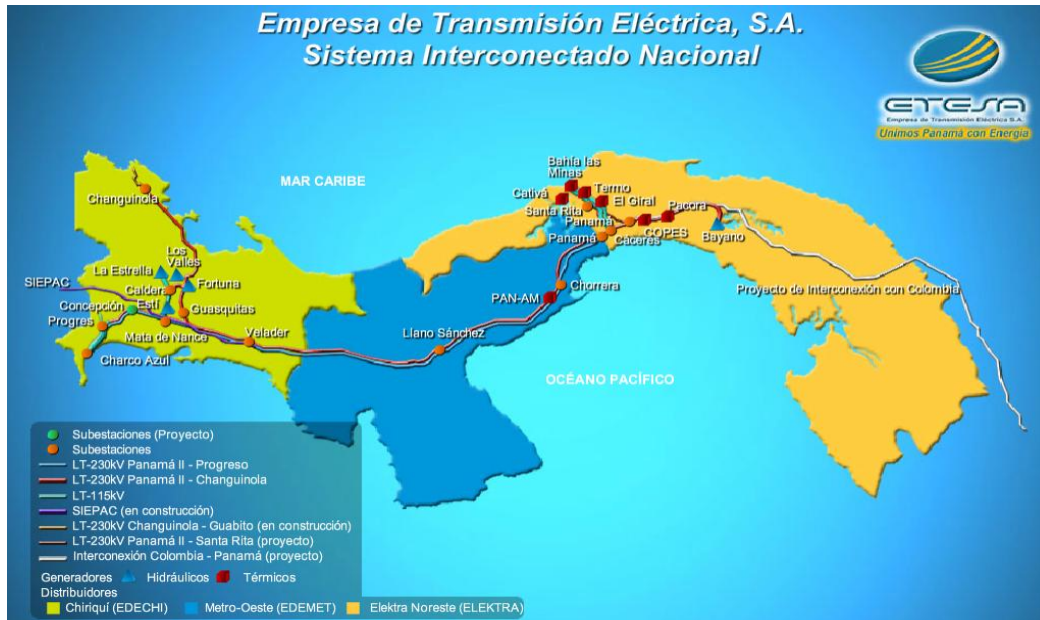 Empresa de Transmisión Eléctrica, S.A.
Sistema Interconectado Nacional
ETESA
Empresa de Transmisión Eléctrica S.A.
Unimos Panamá con Energía
MAR CARIBE
Bahía las
Minas
Changuinola
Cativá
Termo
El Giral
Santa Rita
Panamá
Pacora
Panamá
Cáceres
COPES
Bayano
Los
Valles
La Estrella
SIEPAC
Caldera
Fortuna
Concepción
Estí
PAN-AM
Chorrera
Proyecto de Interconexión con Colombia
Progres
Guasquitas
Mata de Nance
Velader
Llano Sánchez
Charco Azul
OCÉANO PACÍFICO
Subestaciones (Proyecto)
Subestaciones
LT-230kV Panamá II - Progreso
LT-230kV Panamá II - Changuinola
LT-115kV
SIEPAC (en construcción)
LT-230kV Changuinola - Guabito (en construcción)
LT-230kV Panamá II - Santa Rita (proyecto)
Interconexión Colombia - Panamá (proyecto)
Generadores Hidráulicos Térmicos
Distribuidores
Chiriquí (EDECHI) Metro-Oeste (EDEMET) Elektra Noreste (ELEKTRA)